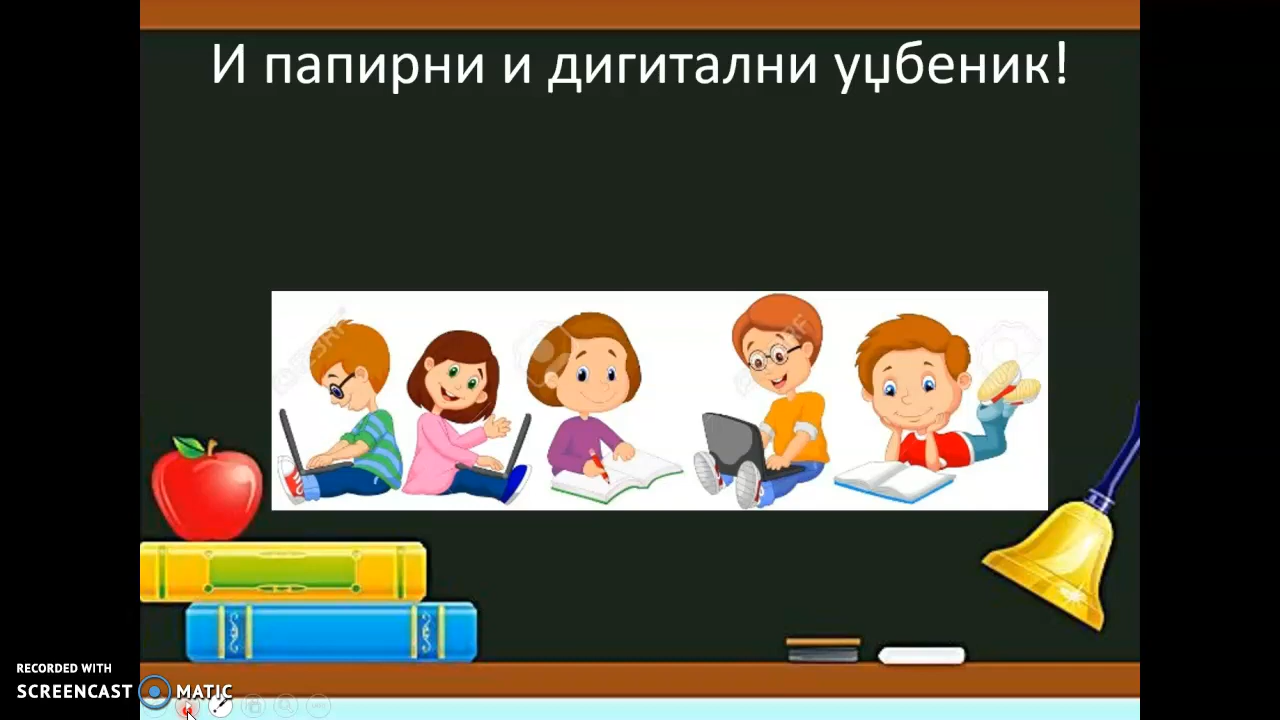 И папирни и дигитални уџбеник!
RECORDED WITH
SCREENCAST MATIC